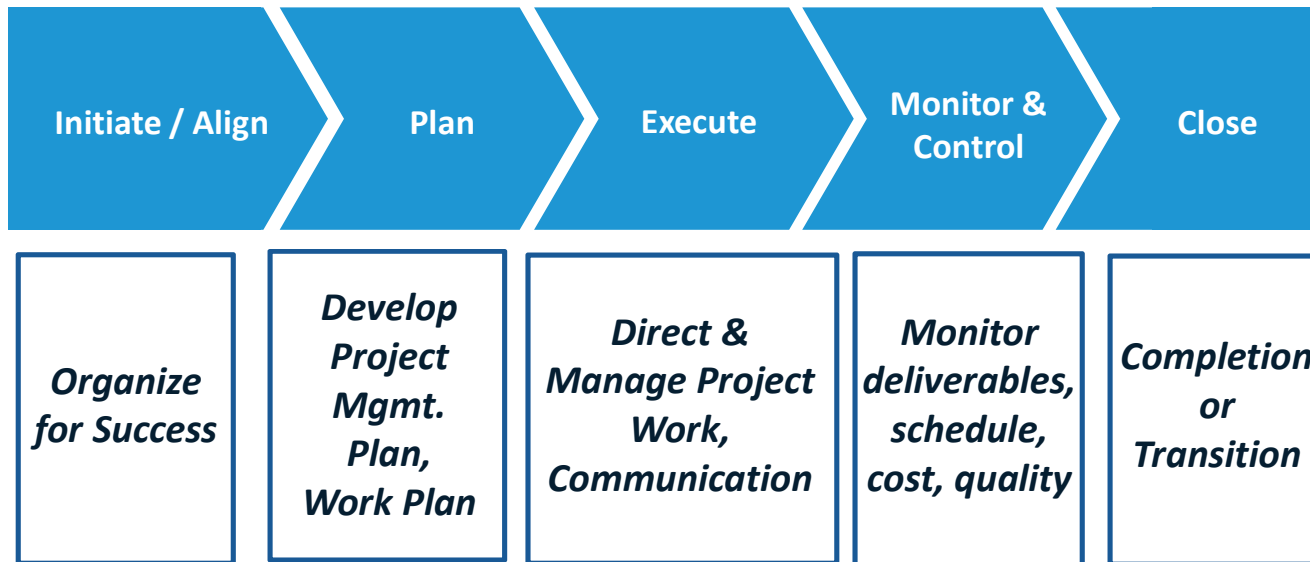 Initiate / Align
Plan
Execute
Monitor &
Control
Close
Organize
for Success
Develop
Project
Mgmt.
Plan,
Work Plan
Direct &
Manage Project
Work,
Communication
Monitor
deliverables,
schedule,
cost, quality
Completion
or
Transition